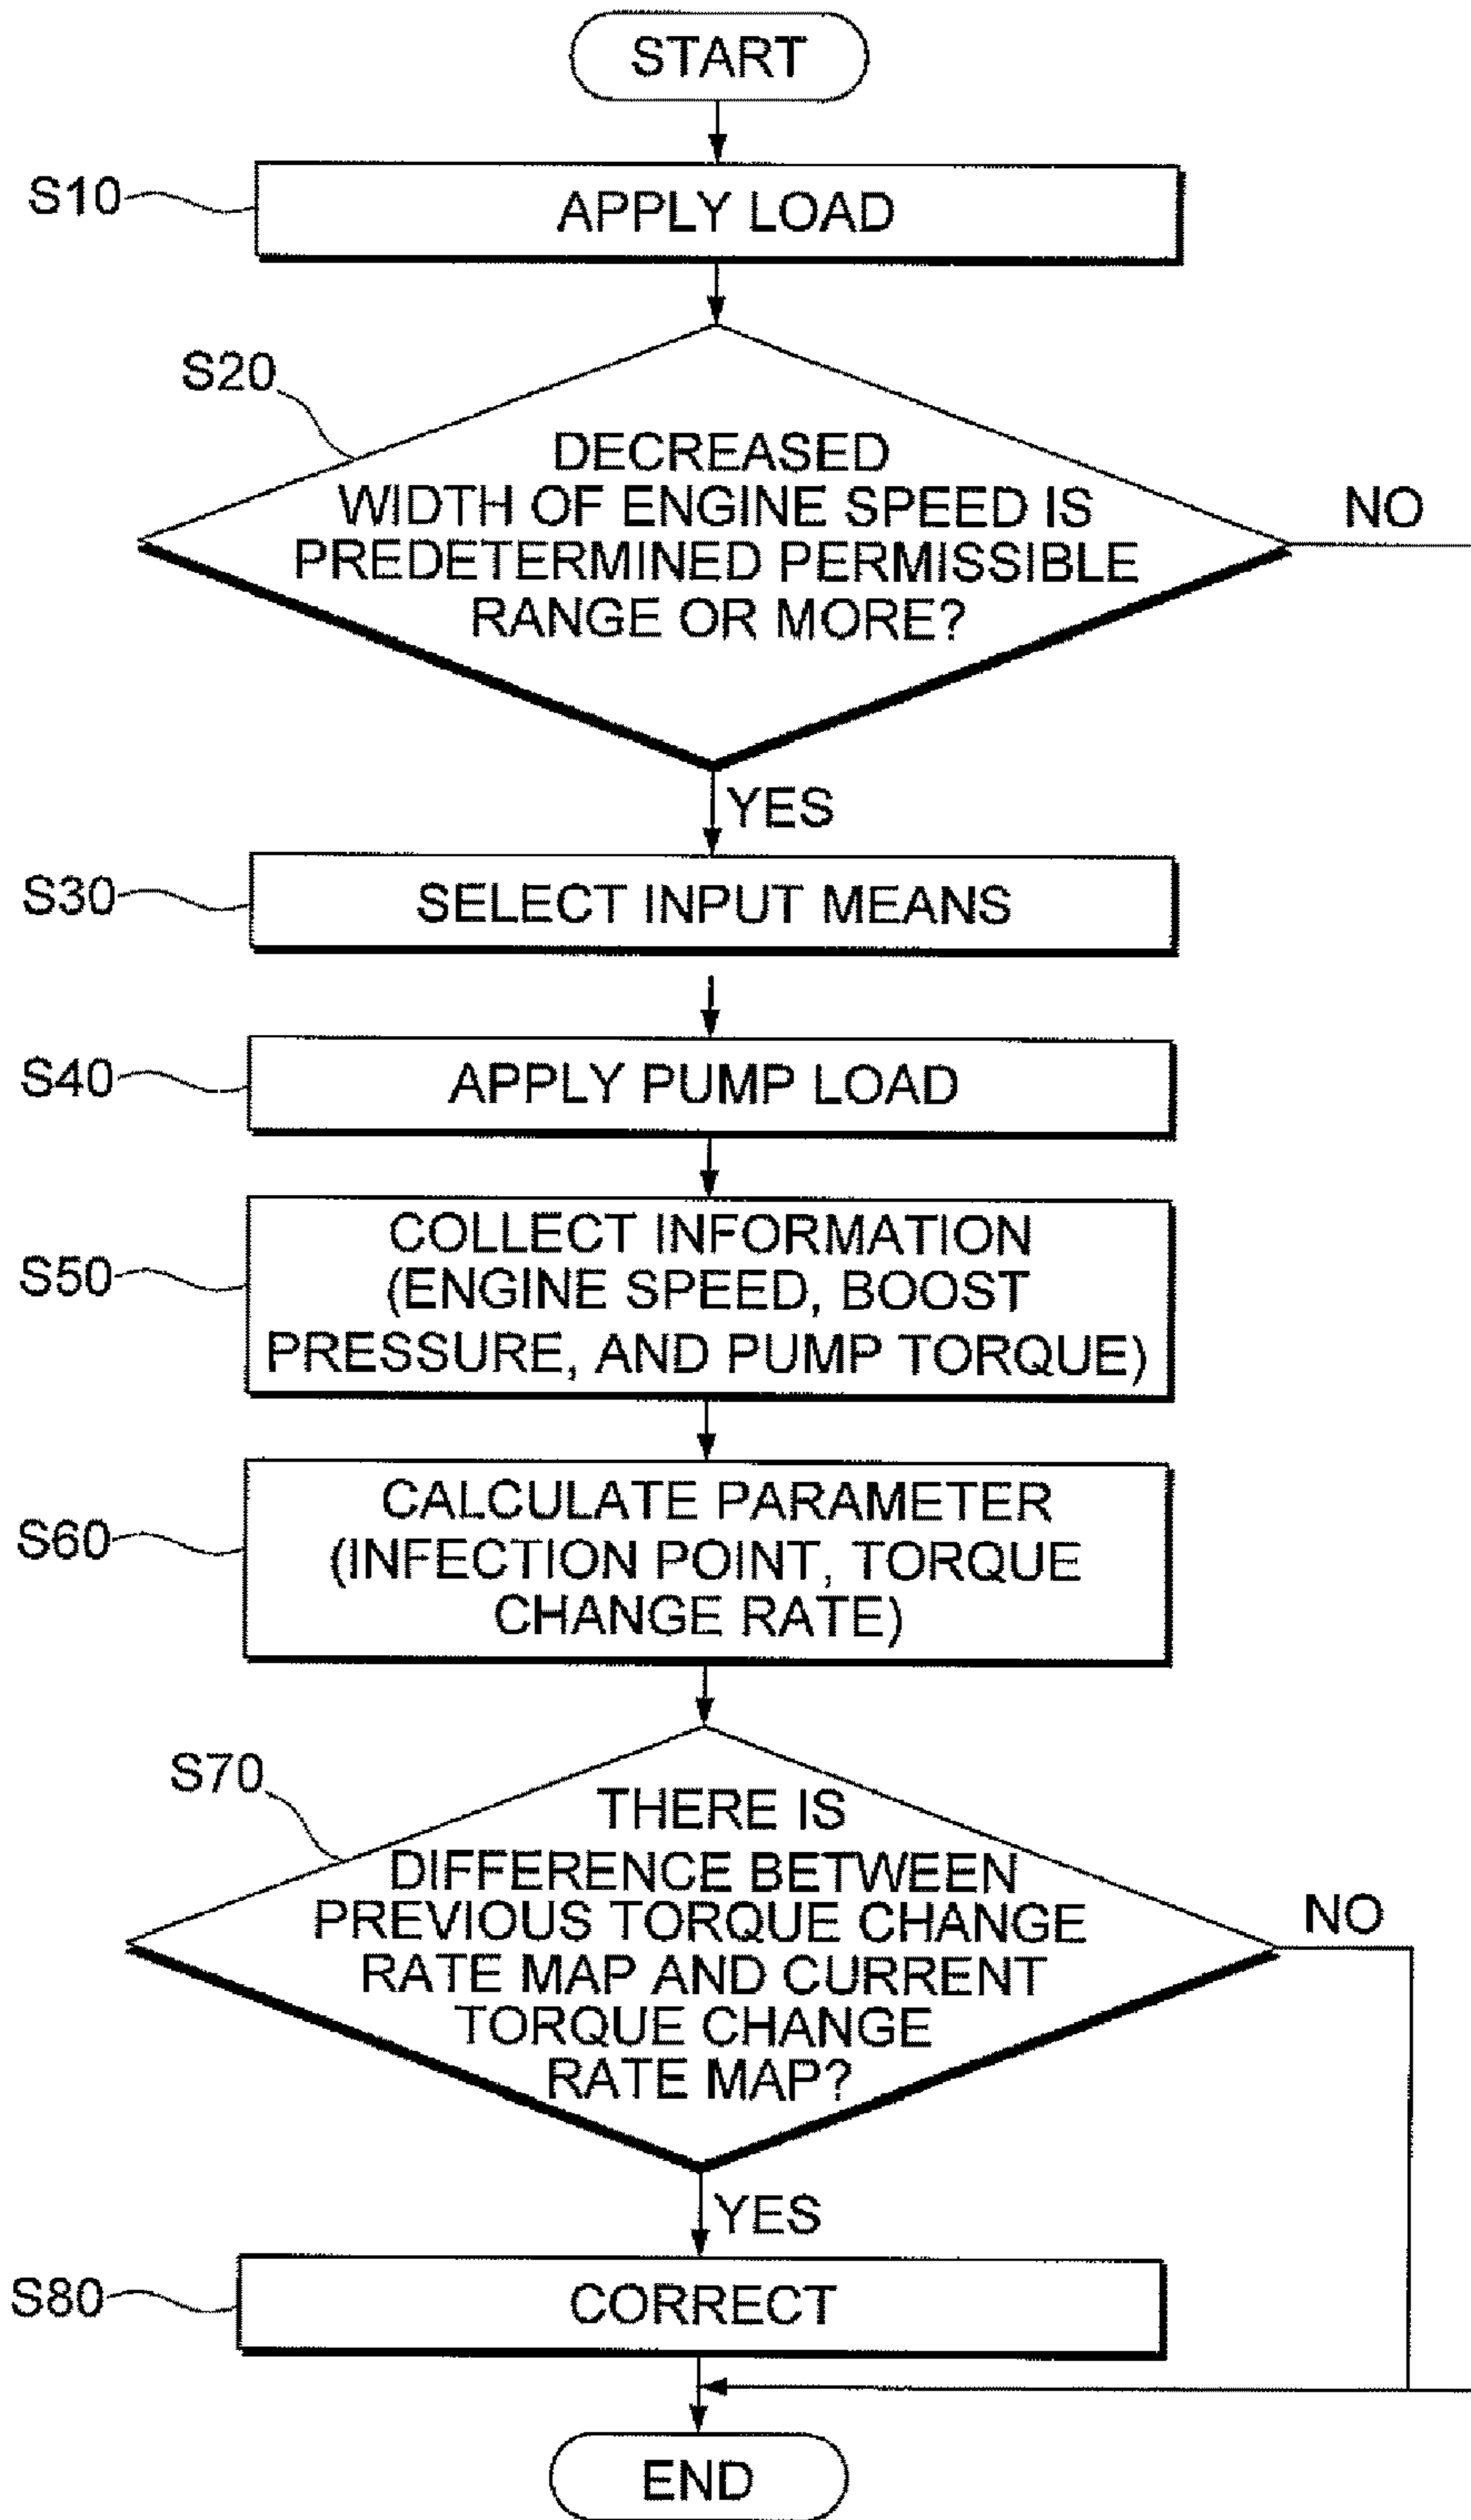 START
S10
APPLY LOAD
S20
DECREASED
WIDTH OF ENGINE SPEED IS
PREDETERMINED PERMISSIBLE
RANGE OR MORE?
NO
YES
S30
SELECT INPUT MEANS
S40
APPLY PUMP LOAD
S50
COLLECT INFORMATION
(ENGINE SPEED, BOOST
PRESSURE, AND PUMP TORQUE)
S60
CALCULATE PARAMETER
(INFECTION POINT, TORQUE
CHANGE RATE)
S70
THERE IS
DIFFERENCE BETWEEN
PREVIOUS TORQUE CHANGE
RATE MAP AND CURRENT
TORQUE CHANGE
RATE MAP?
NO
YES
S80
CORRECT
END